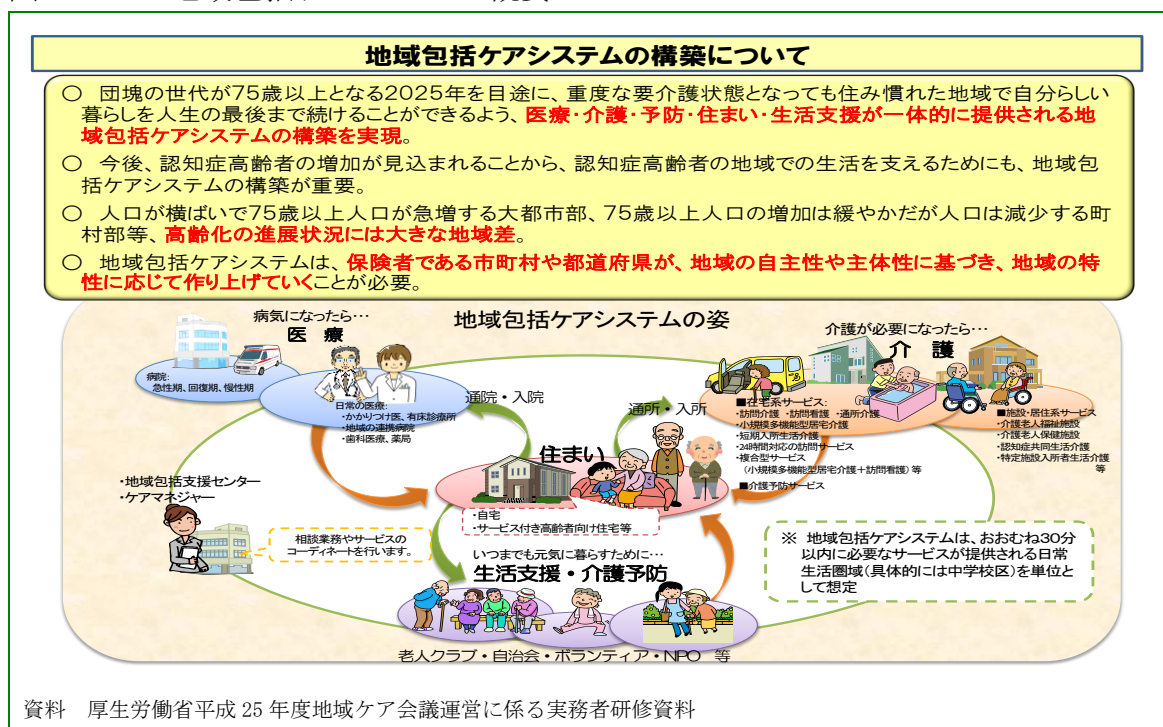 地域包括ケアシステムの構築について
○ 団塊の世代が75歳以上となる2025年を目途に、重度な要介護状態となっても住み慣れた地域で自分らしい
暮らしを人生の最後まで続けることができるよう、医療・介護・予防・住まい・生活支援が一体的に提供される地
域包括ケアシステムの構築を実現。
○ 今後、認知症高齢者の増加が見込まれることから、認知症高齢者の地域での生活を支えるためにも、地域包
括ケアシステムの構築が重要。
○ 人口が横ばいで75歳以上人口が急増する大都市部、75歳以上人口の増加は緩やかだが人口は減少する町
村部等、高齢化の進展状況には大きな地域差。
○ 地域包括ケアシステムは、保険者である市町村や都道府県が、地域の自主性や主体性に基づき、地域の特
性に応じて作り上げていくことが必要。
地域包括ケアシステムの姿
病気になったら…
医 療
病院:
急性期、回復期、慢性期
日常の医療:
・かかりつけ医、有床診療所
・地域の連携病院
・歯科医療、薬局
通院・入院
通所・入所
介護が必要になったら…
介 護
■在宅系サービス:
・訪問介護 ・訪問看護 ・通所介護
・小規模多機能型居宅介護
・短期入所生活介護
・24時間対応の訪問サービス
・複合型サービス
(小規模多機能型居宅介護+訪問看護)等
■介護予防サービス
■施設・居住系サービス
・介護老人福祉施設
・介護老人保健施設
・認知症共同生活介護
・特定施設入所者生活介護
等
住まい
・自宅
・サービス付き高齢者向け住宅等
・地域包括支援センター
・ケアマネジャー
相談業務やサービスの
コーディネートを行います。
いつまでも元気に暮らすために…
生活支援・介護予防
老人クラブ・自治会・ボランティア・NPO 等
※ 地域包括ケアシステムは、おおむね30分
以内に必要なサービスが提供される日常
生活圏域(具体的には中学校区)を単位と
して想定
資料 厚生労働省平成 25 年度地域ケア会議運営に係る実務者研修資料